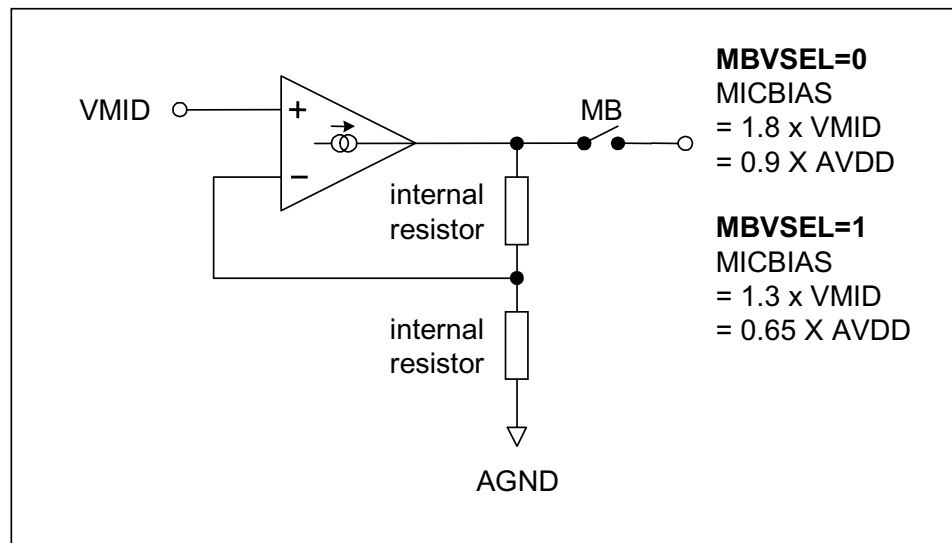 VMID
+
−
MB
internal
resistor
internal
resistor
AGND
MBVSEL=0
MICBIAS
= 1.8 x VMID
= 0.9 X AVDD
MBVSEL=1
MICBIAS
= 1.3 x VMID
= 0.65 X AVDD